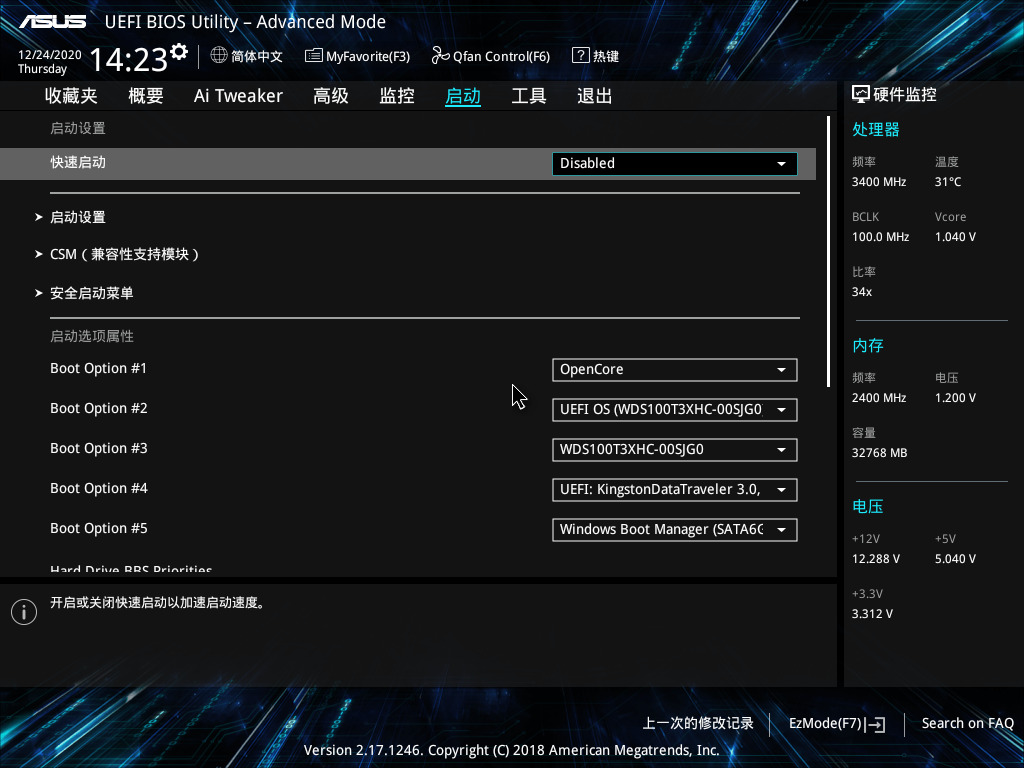 ASUS UEFI BIOS Utility – Advanced Mode
12/24/2020
Thursday
14:23
简体中文 MyFavorite(F3) Qfan Control(F6) ? 热键
收藏夹 概要 Ai Tweaker 高级 监控 启动 工具 退出
启动设置
快速启动 Disabled
启动设置
CSM（兼容性支持模块）
安全启动菜单
启动选项属性
Boot Option #1 OpenCore
Boot Option #2 UEFI OS (WDS100T3XHC-00SJG0)
Boot Option #3 WDS100T3XHC-00SJG0
Boot Option #4 UEFI: KingstonDataTraveler 3.0,
Boot Option #5 Windows Boot Manager (SATA6G
Hard Drive BBS Priorities
开启或关闭快速启动以加速启动速度。
硬件监控
处理器
频率 温度
3400 MHz 31°C
BCLK Vcore
100.0 MHz 1.040 V
比率
34x
内存
频率 电压
2400 MHz 1.200 V
容量
32768 MB
电压
+12V +5V
12.288 V 5.040 V
+3.3V
3.312 V
上一次的修改记录 EzMode(F7) Search on FAQ
Version 2.17.1246. Copyright (C) 2018 American Megatrends, Inc.